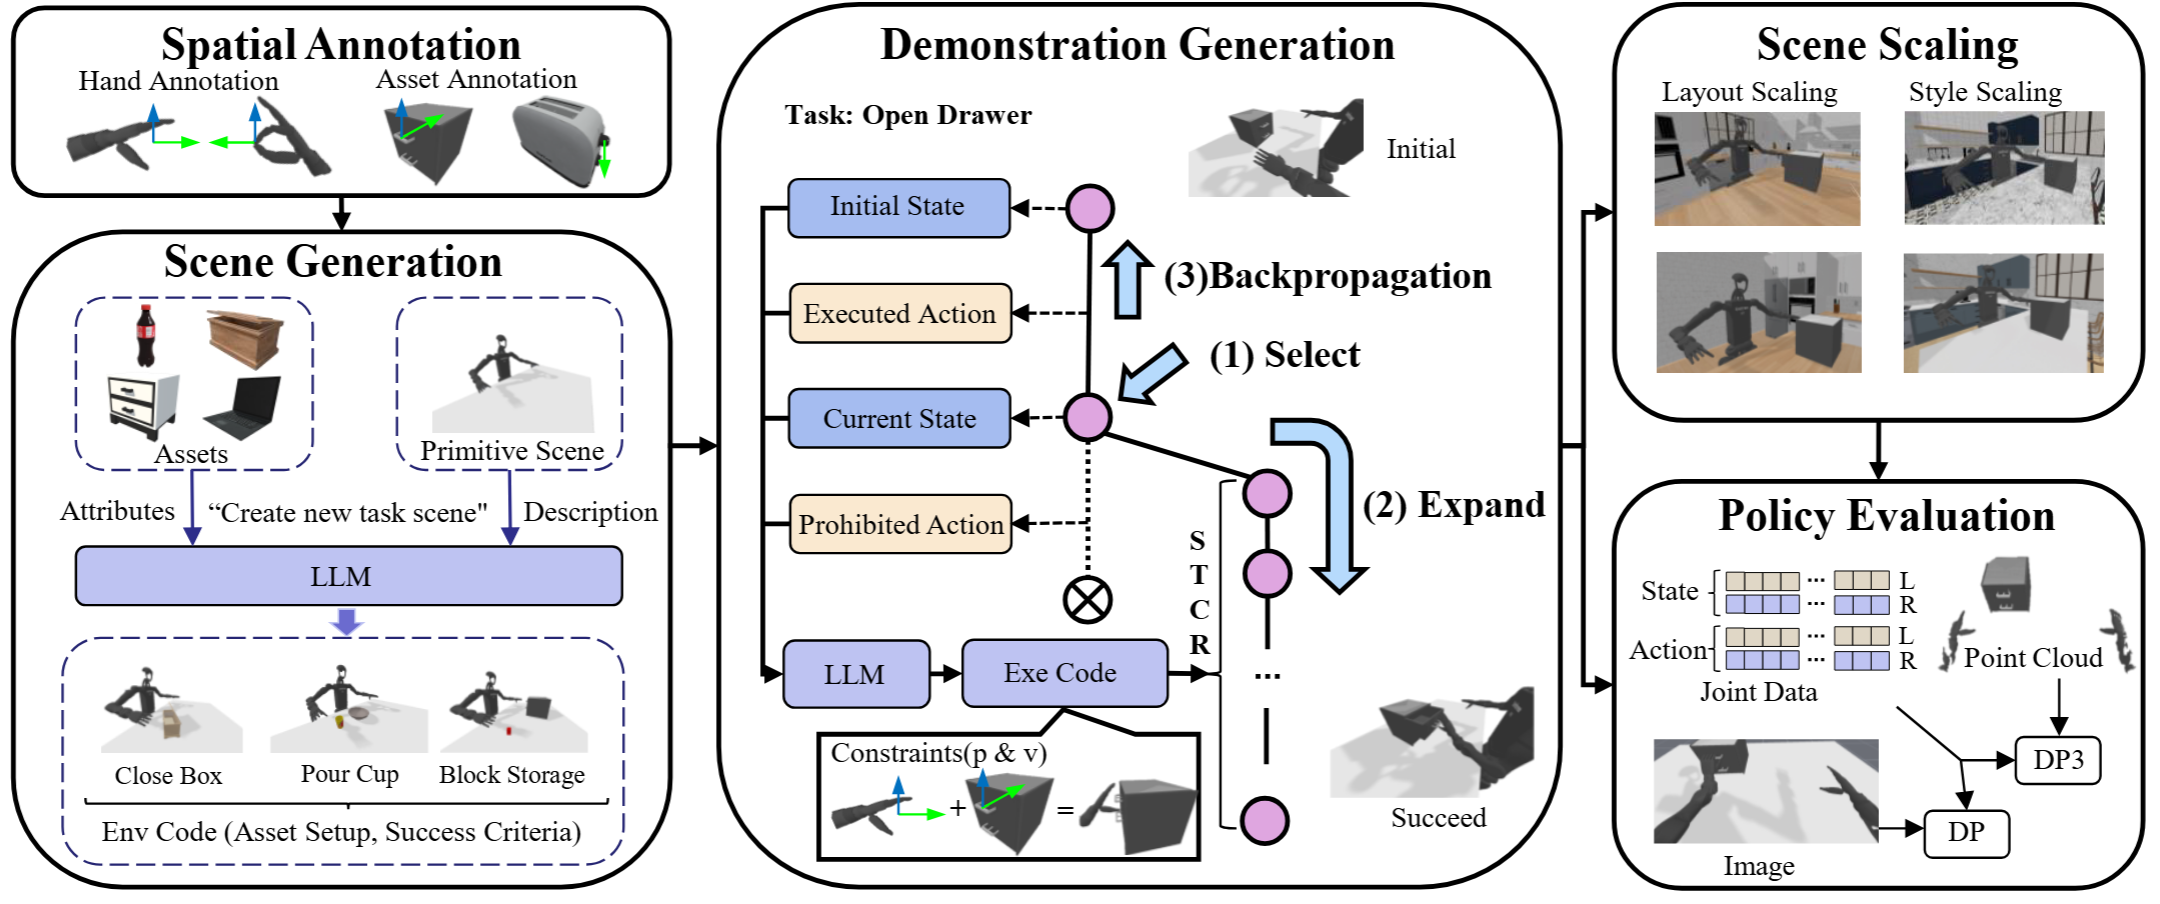 Spatial Annotation
Hand Annotation
Asset Annotation
Scene Generation
Assets
Primitive Scene
Attributes
“Create new task scene"
Description
LLM
Close Box
Pour Cup
Block Storage
Env Code (Asset Setup, Success Criteria)
Demonstration Generation
Task: Open Drawer
Initial
Initial State
Executed Action
(3)Backpropagation
(1) Select
Current State
(2) Expand
Prohibited Action
S
T
C
R
LLM
Exe Code
...
Constraints(p & v)
+
=
Succeed
Scene Scaling
Layout Scaling
Style Scaling
Policy Evaluation
State
... L
... R
Action
... L
... R
Joint Data
Point Cloud
DP3
DP
Image